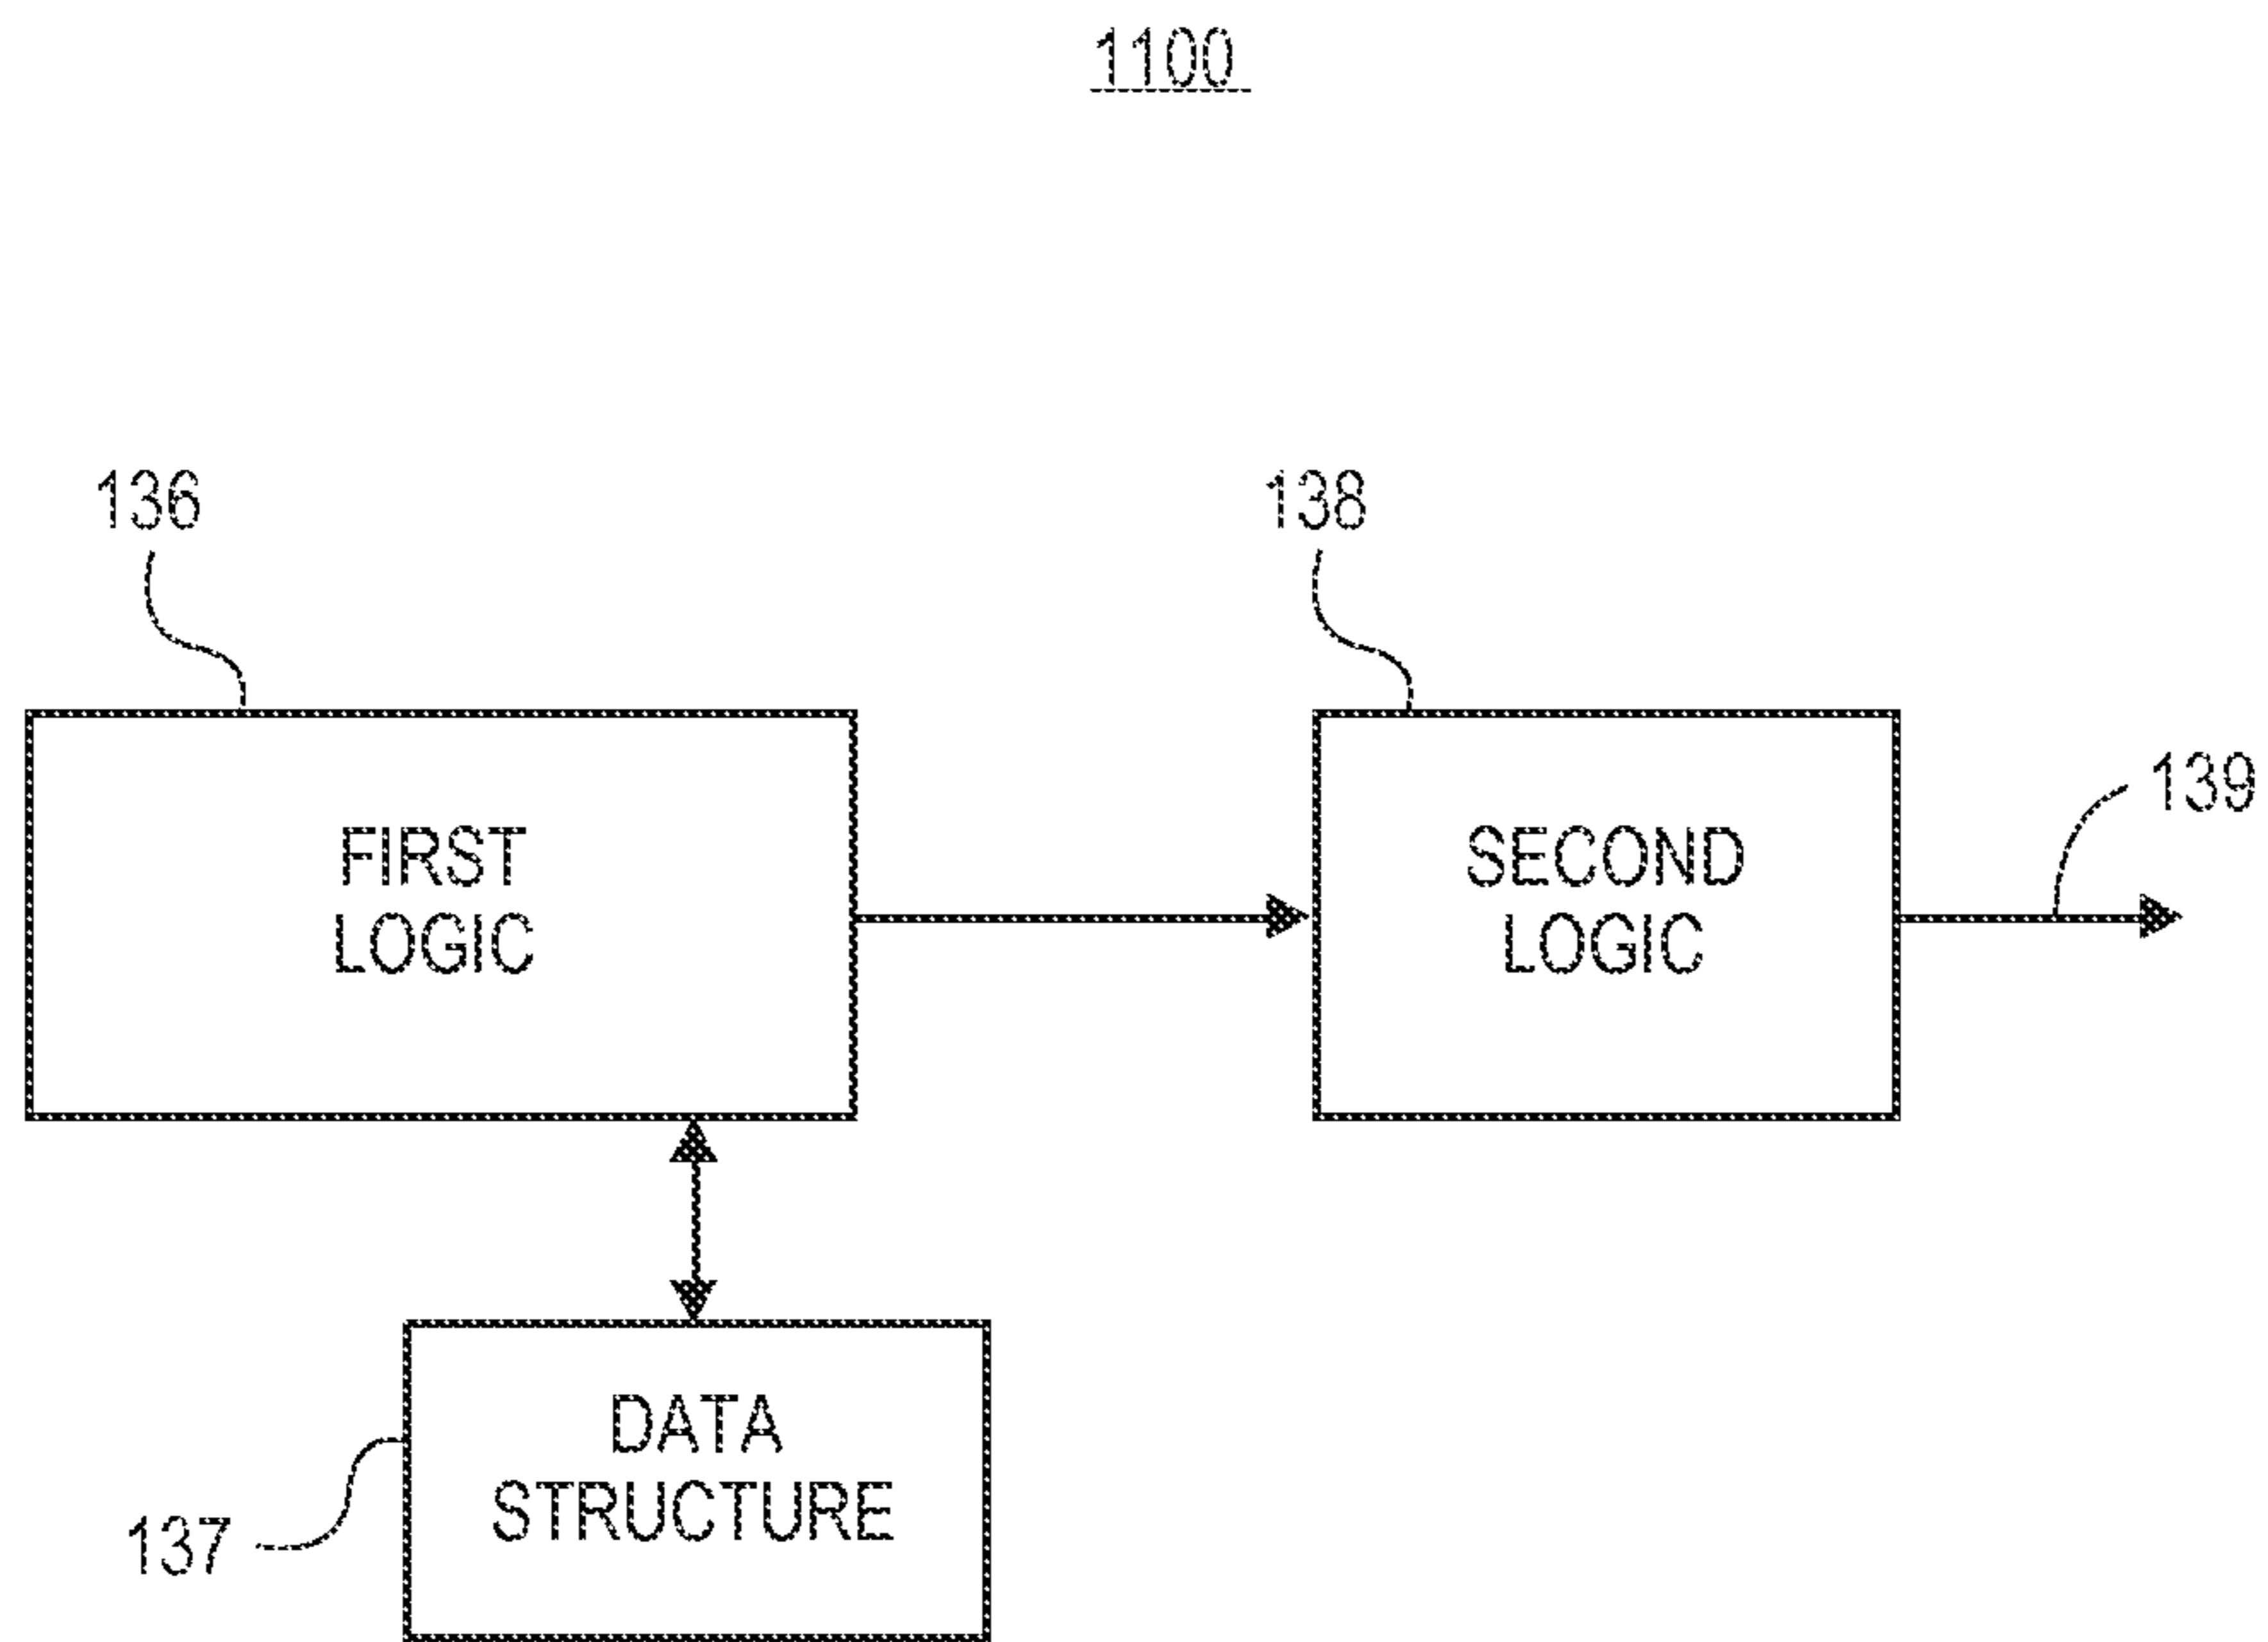 1100
136
138
139
FIRST
LOGIC
SECOND
LOGIC
DATA
STRUCTURE
137